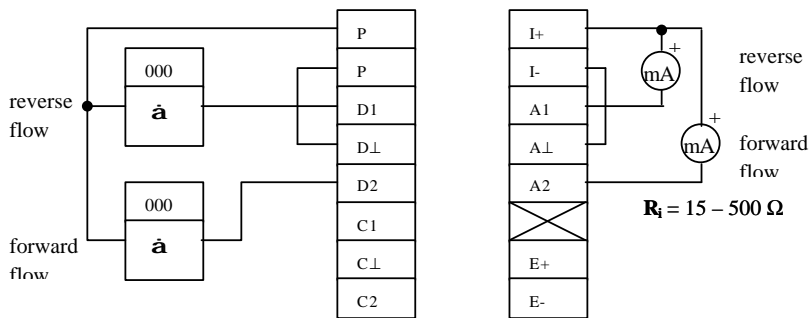 000
ȧ
reverse
flow
000
ȧ
forward
flow
P
P
D1
D⊥
D2
C1
C⊥
C2
I+
I-
A1
A⊥
A2
E+
E-
+
mA
reverse
flow
+
mA
forward
flow
Rᵢ = 15 – 500 Ω